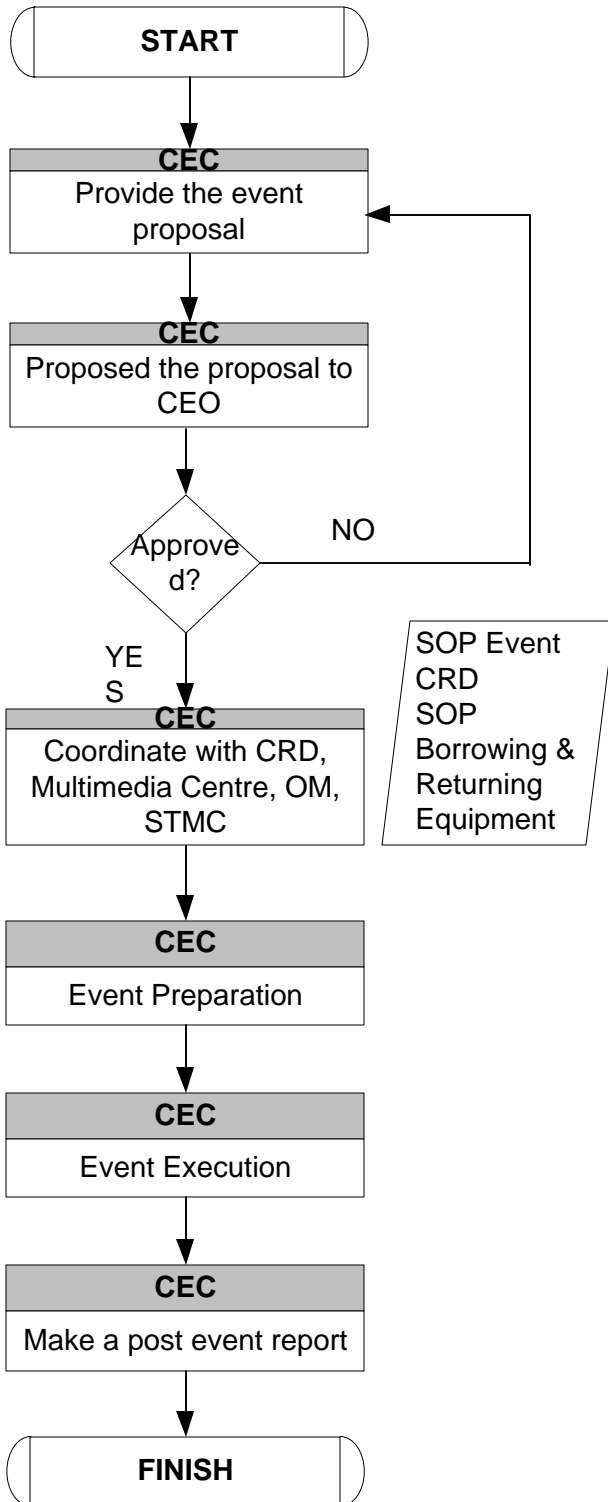 START
CEC
Provide the event
proposal
CEC
Proposed the proposal to
CEO
Approve
d?
NO
YE
S
SOP Event
CRD
SOP
Borrowing &
Returning
Equipment
CEC
Coordinate with CRD,
Multimedia Centre, OM,
STMC
CEC
Event Preparation
CEC
Event Execution
CEC
Make a post event report
FINISH